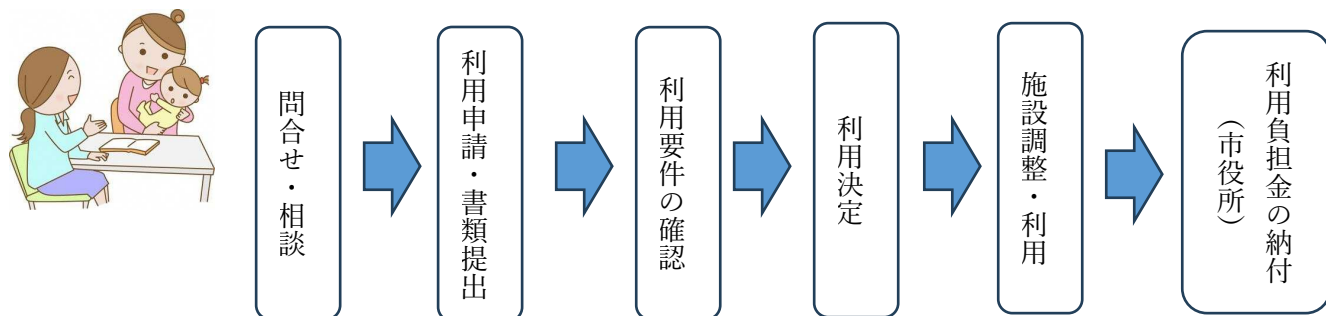 問合せ・相談
利用申請・書類提出
利用要件の確認
利用決定
施設調整・利用
利用負担金の納付
(市役所)